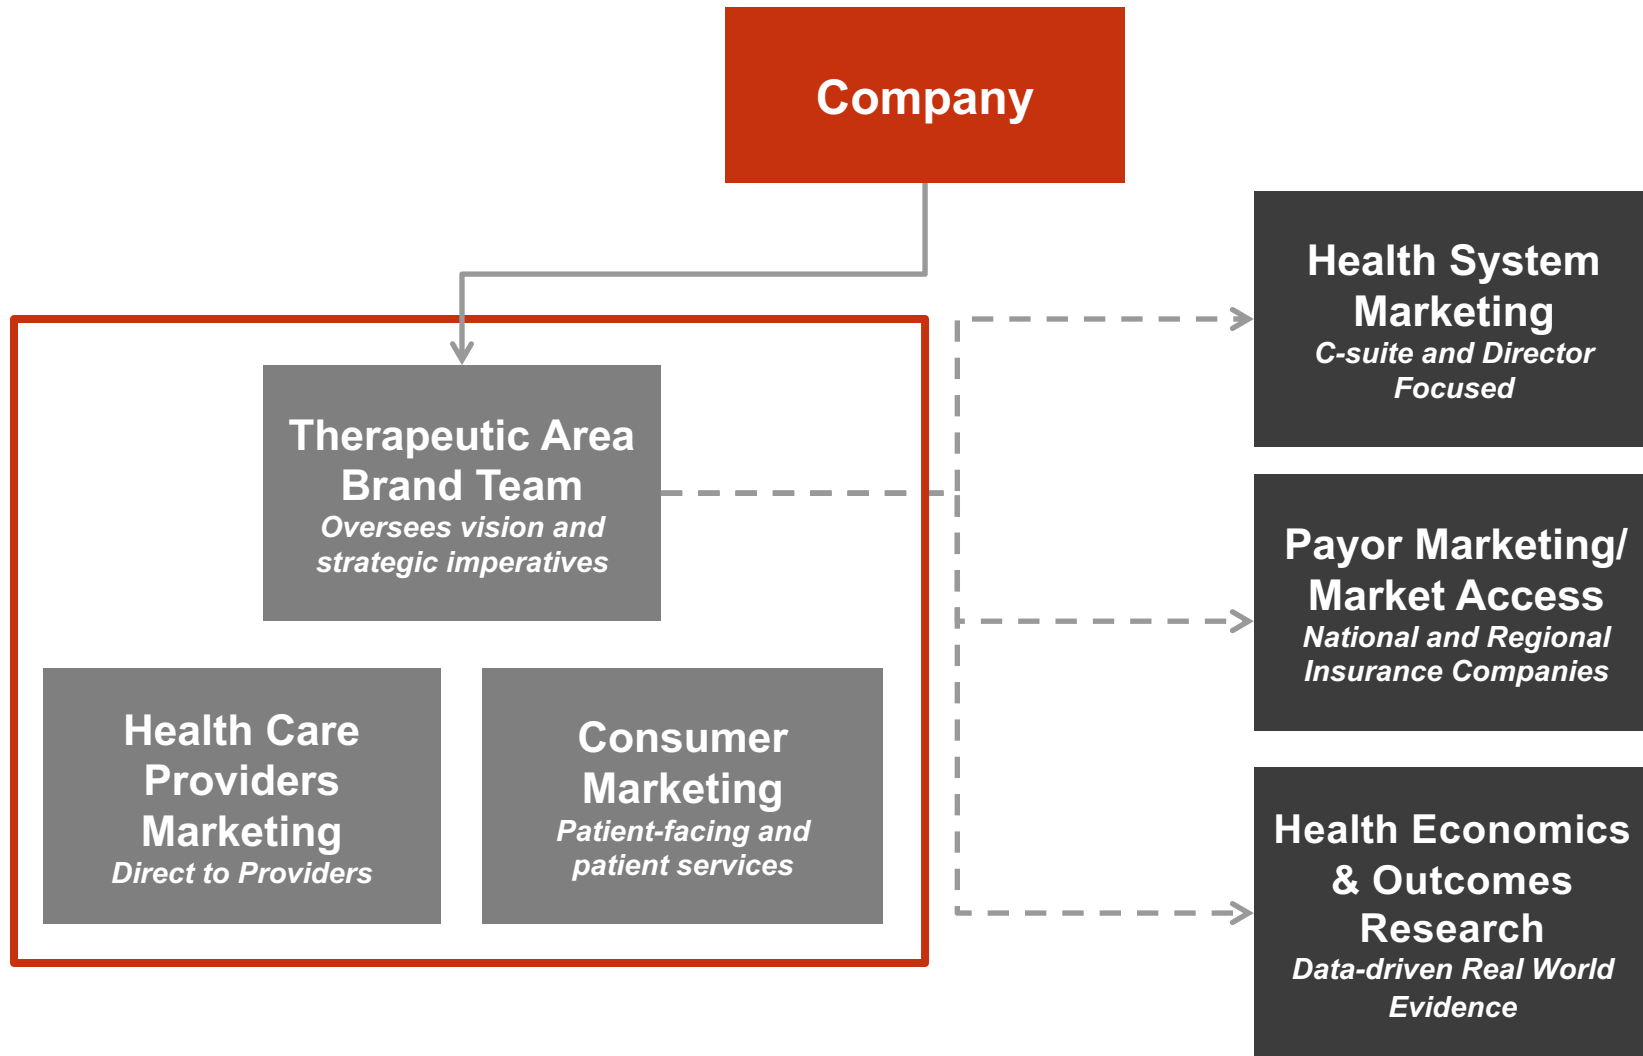 Company
Health System
Marketing
C-suite and Director
Focused
Therapeutic Area
Brand Team
Oversees vision and
strategic imperatives
Payor Marketing/
Market Access
National and Regional
Insurance Companies
Health Care
Providers
Marketing
Direct to Providers
Consumer
Marketing
Patient-facing and
patient services
Health Economics
& Outcomes
Research
Data-driven Real World
Evidence